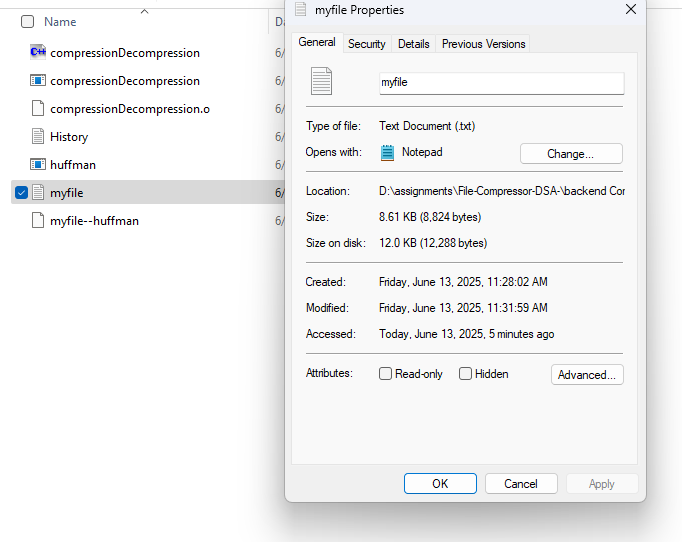 Name
D
compressionDecompression
6/
compressionDecompression
6/
compressionDecompression.o
6/
History
6/
huffman
6/
myfile
6/
myfile--huffman
6/
myfile Properties
General Security Details Previous Versions
myfile
Type of file: Text Document (.txt)
Opens with: Notepad Change...
Location: D:\assignments\File-Compressor-DSA-\backend Cor
Size: 8.61 KB (8,824 bytes)
Size on disk: 12.0 KB (12,288 bytes)
Created: Friday, June 13, 2025, 11:28:02 AM
Modified: Friday, June 13, 2025, 11:31:59 AM
Accessed: Today, June 13, 2025, 5 minutes ago
Attributes: Read-only Hidden Advanced...
OK Cancel Apply